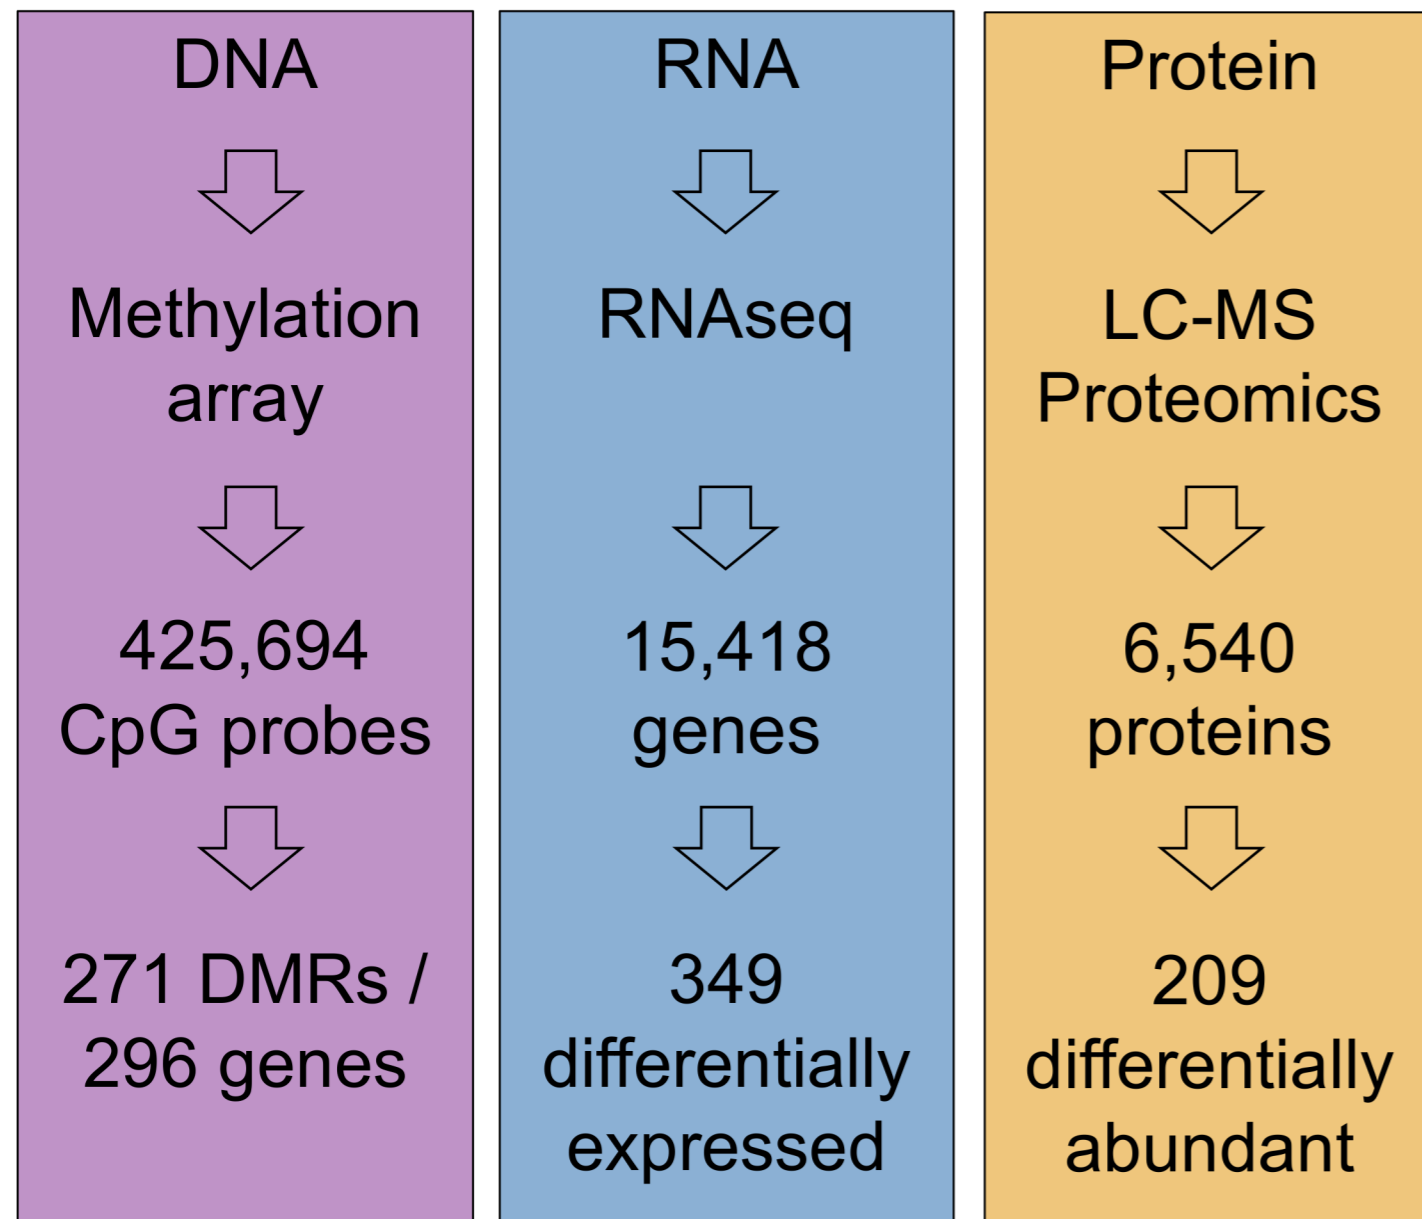 DNA
Methylation
array
425,694
CpG probes
271 DMRs /
296 genes
RNA
RNAseq
15,418
genes
349
differentially
expressed
Protein
LC-MS
Proteomics
6,540
proteins
209
differentially
abundant